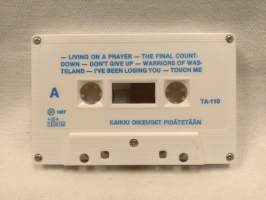 — LIVING ON A PRAYER — THE FINAL COUNT-
DOWN — DON'T GIVE UP — WARRIORS OF WAS-
TELAND — I'VE BEEN LOSING YOU — TOUCH ME
A
TA-110
℗ 1987
KAIKKI OIKEUDET PIDÄTETÄÄN